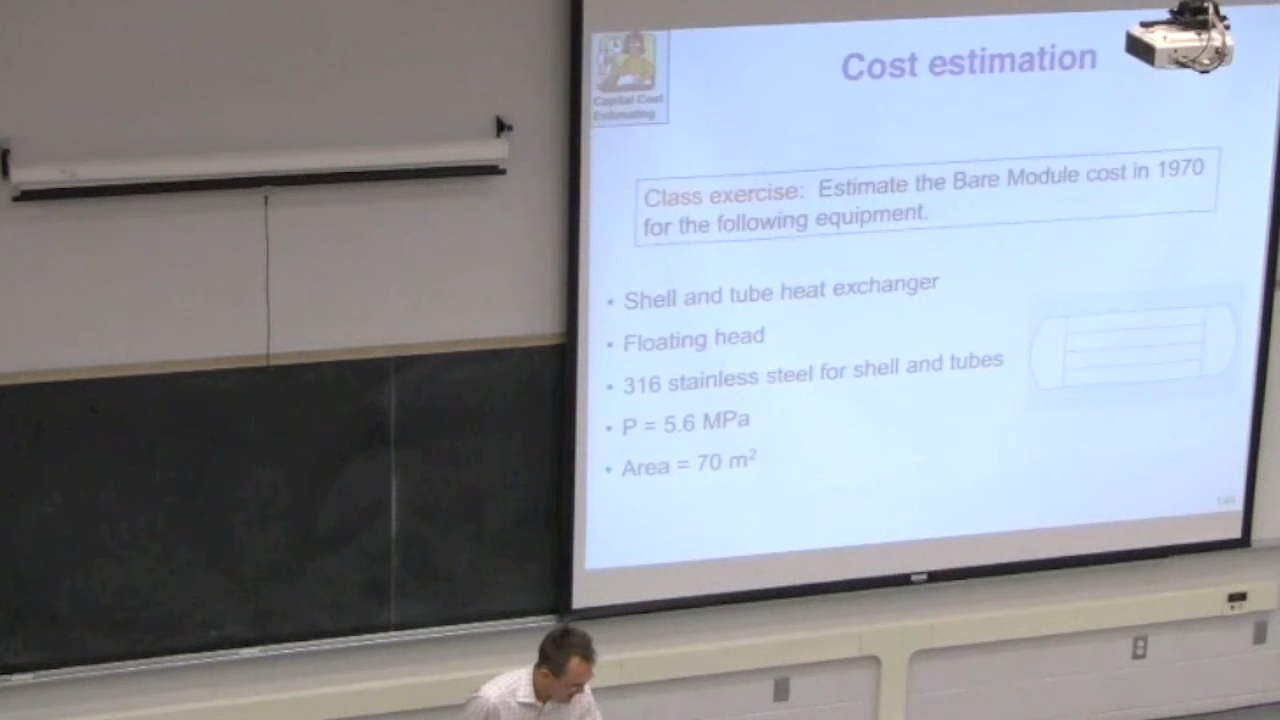 Cost estimation
Capital Cost
Estimating
Class exercise: Estimate the Bare Module cost in 1970
for the following equipment.
• Shell and tube heat exchanger
• Floating head
• 316 stainless steel for shell and tubes
• P = 5.6 MPa
• Area = 70 m²